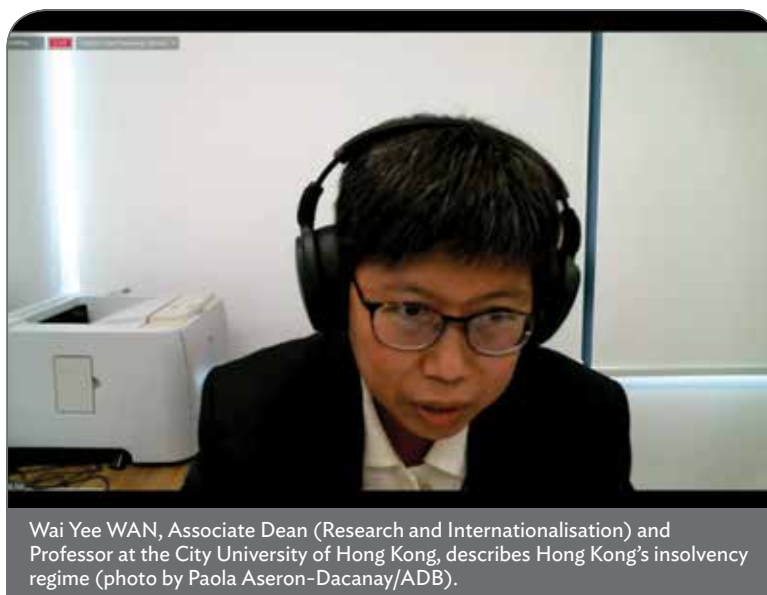 Wai Yee WAN, Associate Dean (Research and Internationalisation) and
Professor at the City University of Hong Kong, describes Hong Kong’s insolvency
regime (photo by Paola Aseron-Dacanay/ADB).